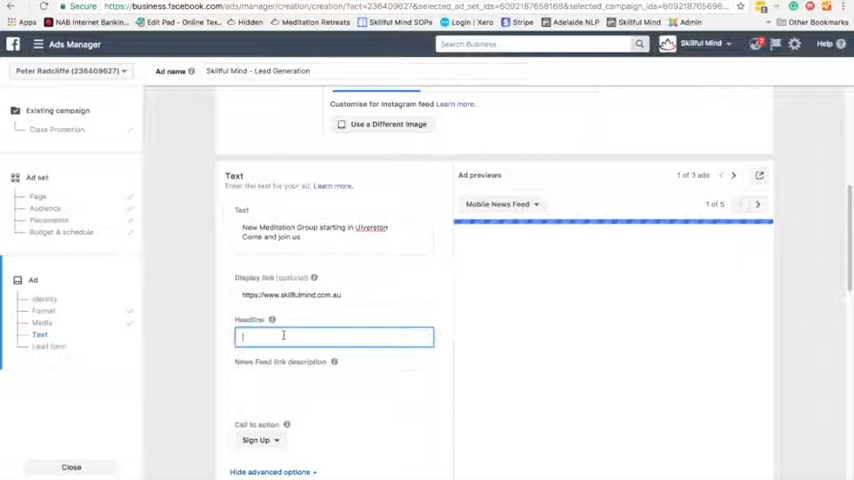 Secure
https://business.facebook.com/ads/manager/creation/creation/?act=236409627&selected_ad_set_ids=6092187658168&selected_campaign_ids=609218765696...
Apps NAB Internet Bankin... Edit Pad - Online Tex... Hidden Meditation Retreats Skillful Mind SOPs Login | Xero Stripe Adelaide NLP Skillful Mind Admin Other Bookmarks
Ads Manager Search Business Skillful Mind Help
Peter Radcliffe (236409627) Ad name Skillful Mind - Lead Generation
Existing campaign
Class Promotion
Ad set
Page
Audience
Placements
Budget & schedule
Ad
Identity
Format
Media
Text
Lead form
Close
Customise for Instagram feed Learn more.
Use a Different Image
Text
Enter the text for your ad. Learn more.
Text
New Meditation Group starting in Ulverston
Come and join us
Display link (optional)
https://www.skillfulmind.com.au
Headline
News Feed link description
Call to action
Sign Up
Hide advanced options
Ad previews 1 of 3 ads
Mobile News Feed 1 of 5